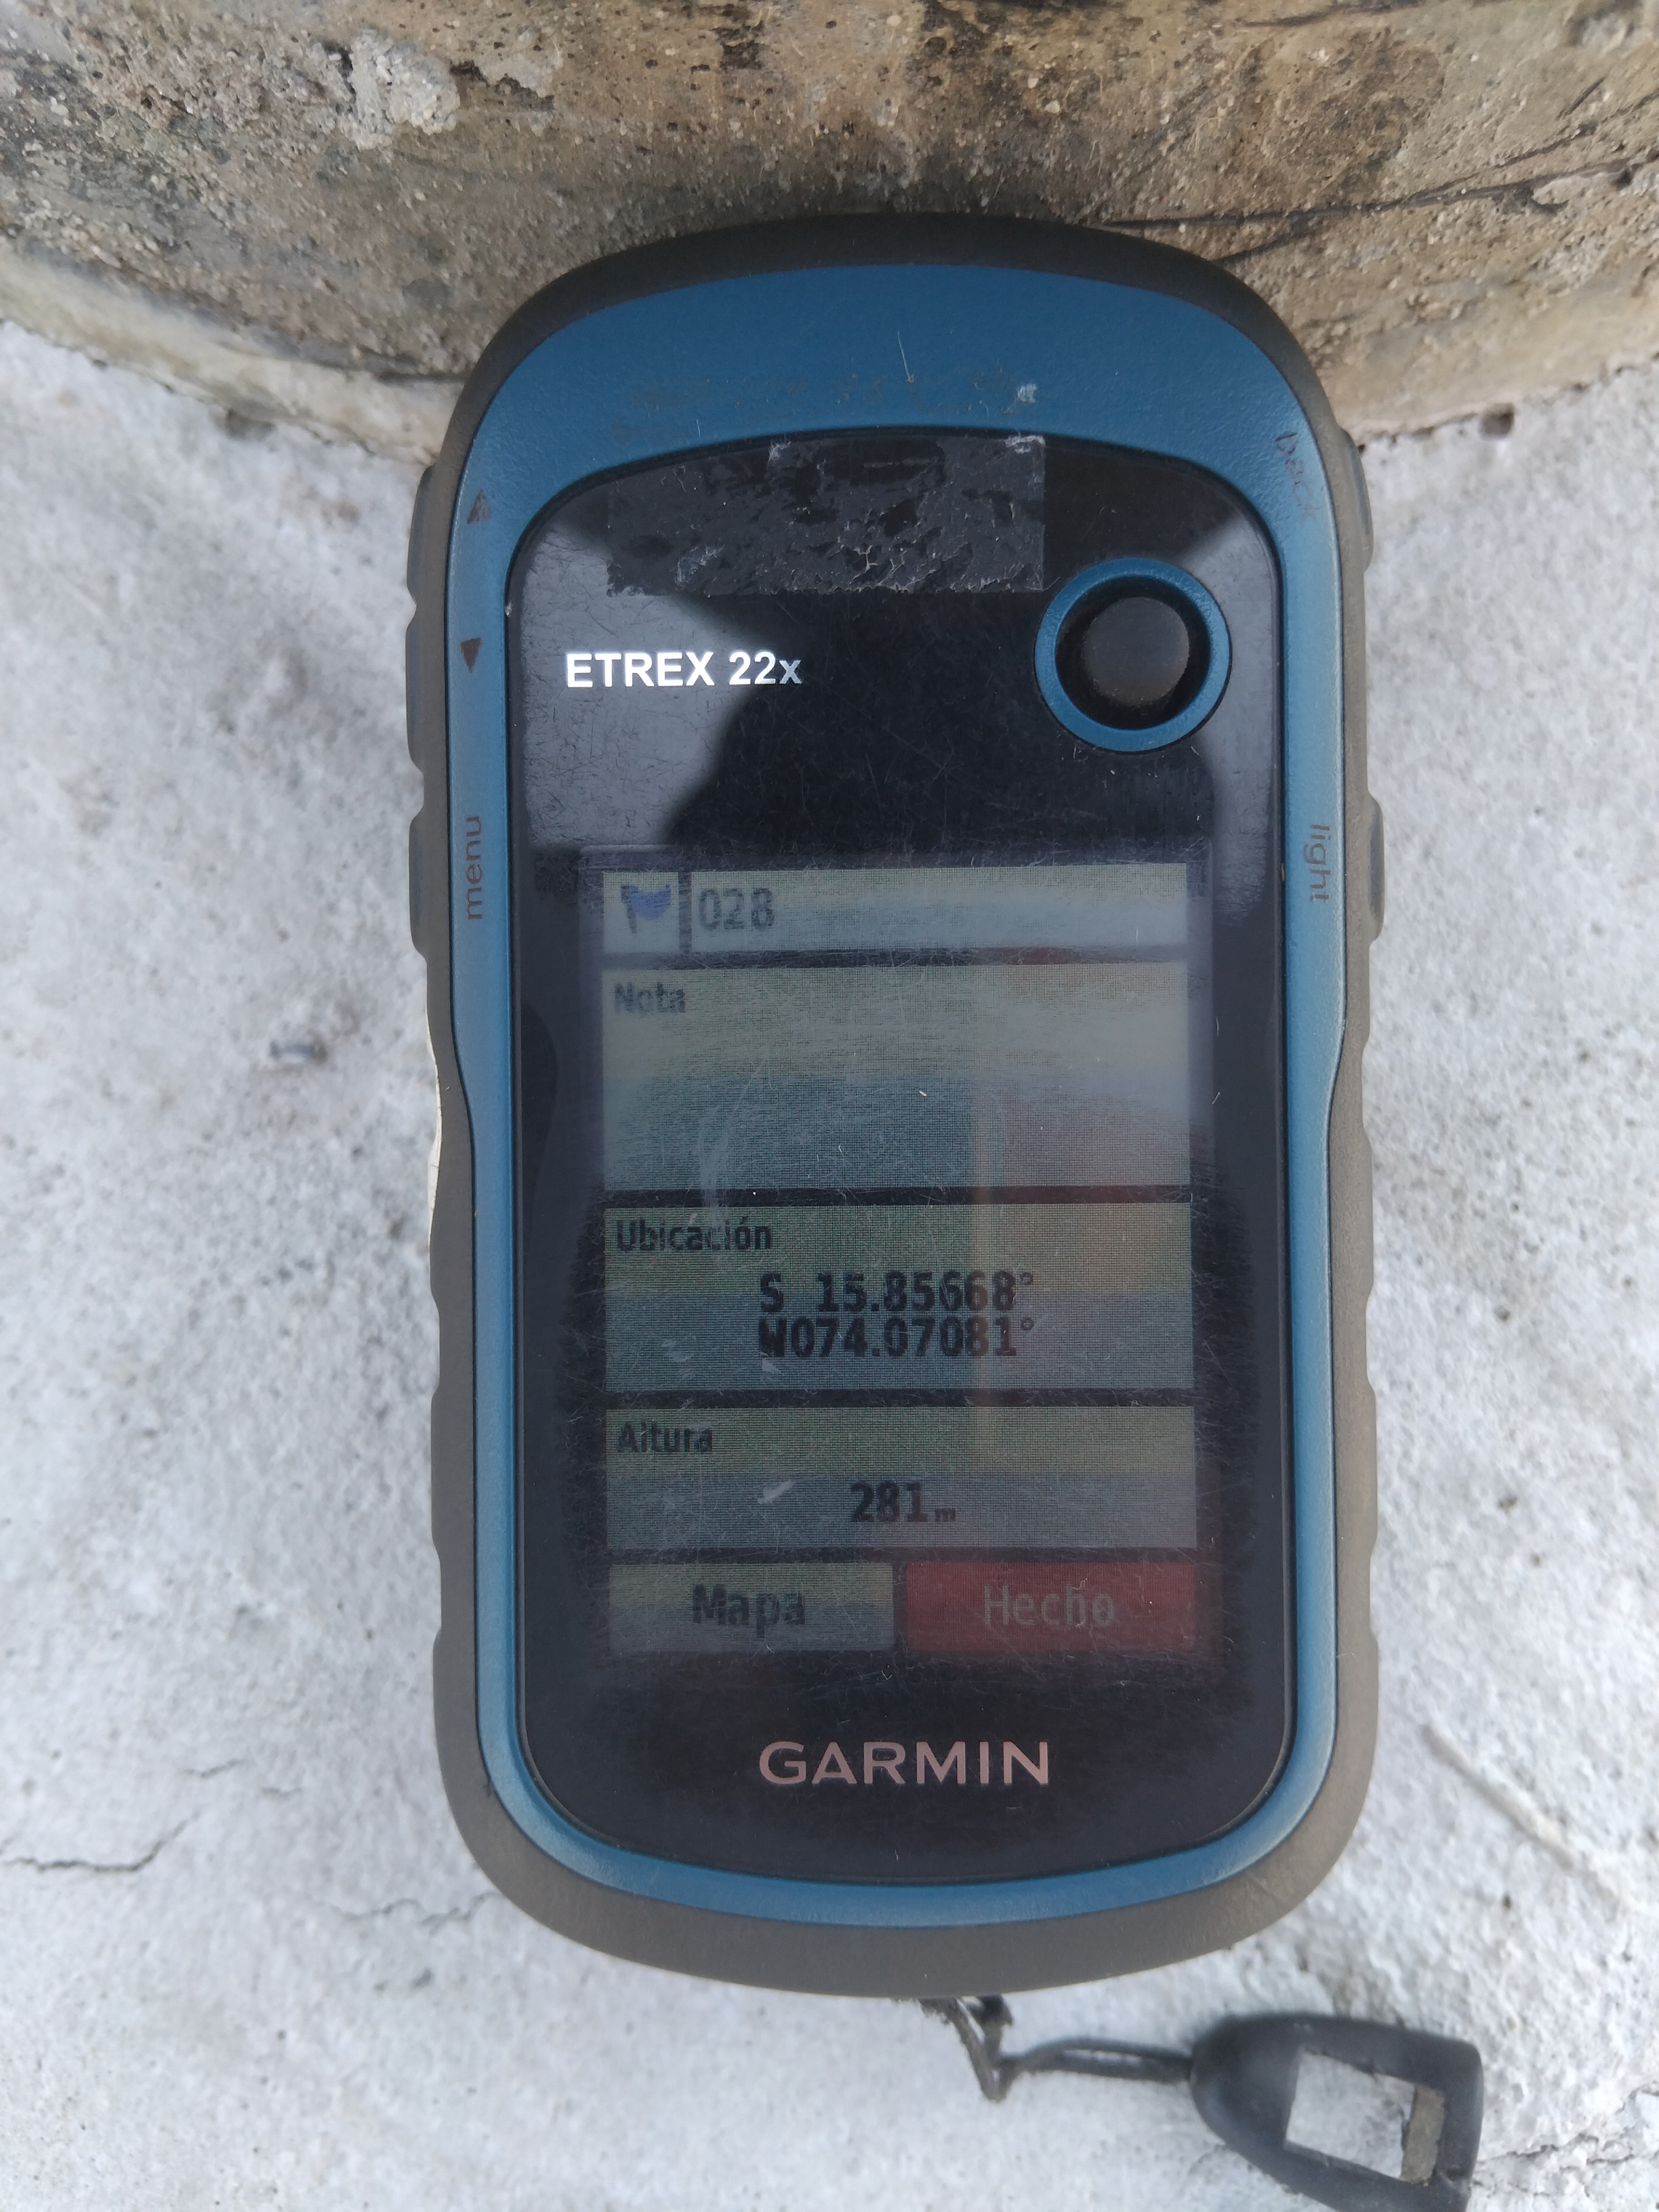 back
ETREX 22x
menu
light
028
Nota
Ubicación
S 15.85668°
W074.07081°
Altura
281m
Mapa
Hecho
GARMIN